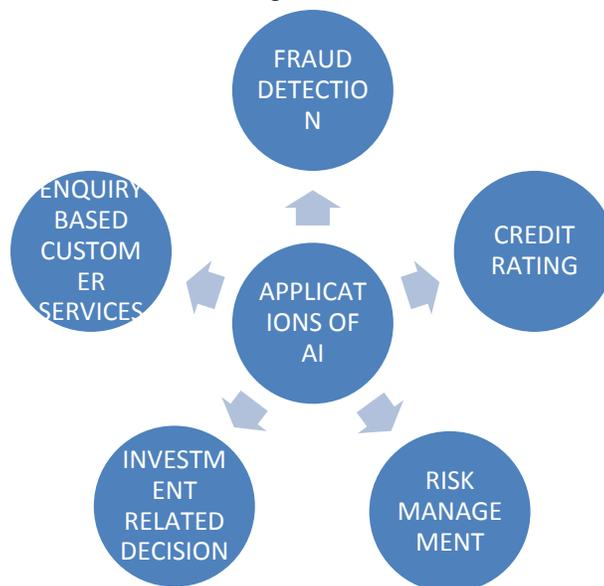 FRAUD
DETECTIO
N
CREDIT
RATING
RISK
MANAGE
MENT
INVESTM
ENT
RELATED
DECISION
ENQUIRY
BASED
CUSTOM
ER
SERVICES
APPLICAT
IONS OF
AI